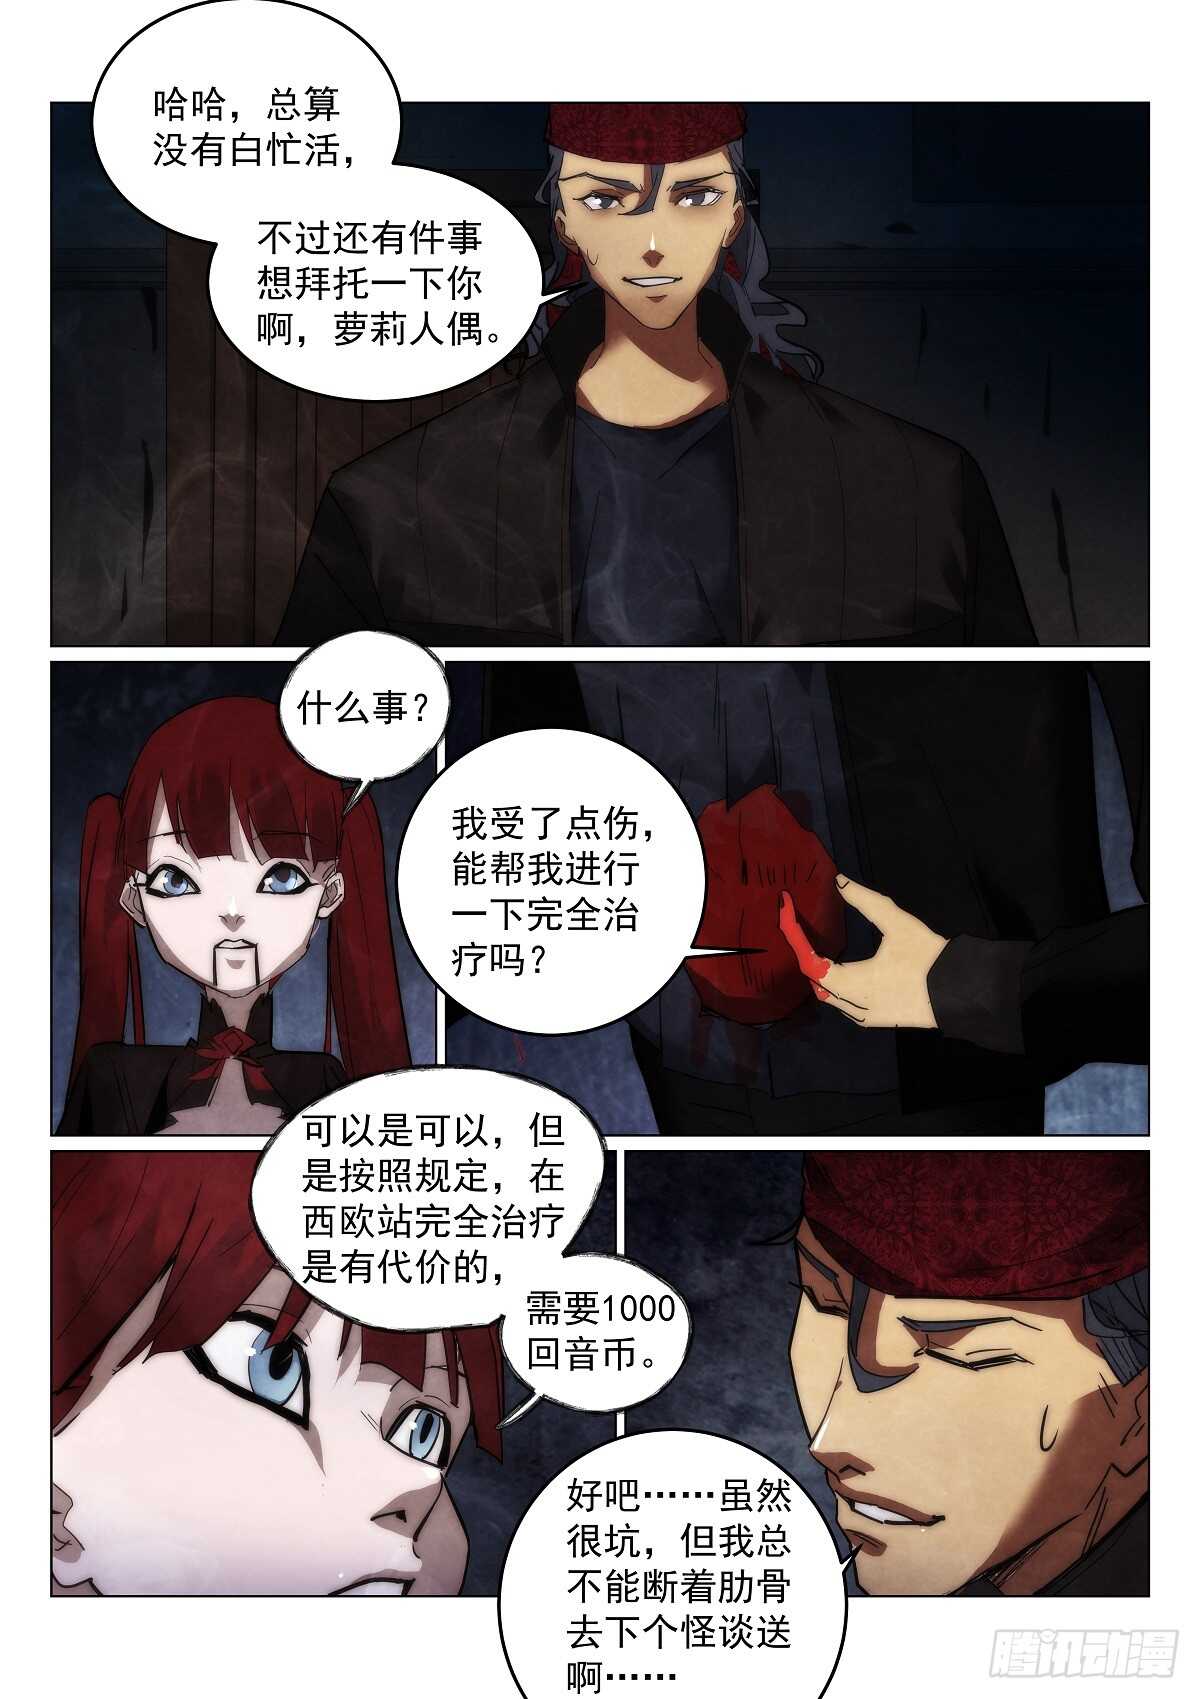 哈哈，总算
没有白忙活，
不过还有件事
想拜托一下你
啊，萝莉人偶。
什么事？
我受了点伤，
能帮我进行
一下完全治
疗吗？
可以是可以，但
是按照规定，在
西欧站完全治疗
是有代价的，
需要1000
回音币。
好吧……虽然
很坑，但我总
不能断着肋骨
去下个怪谈送
啊……
腾讯动漫